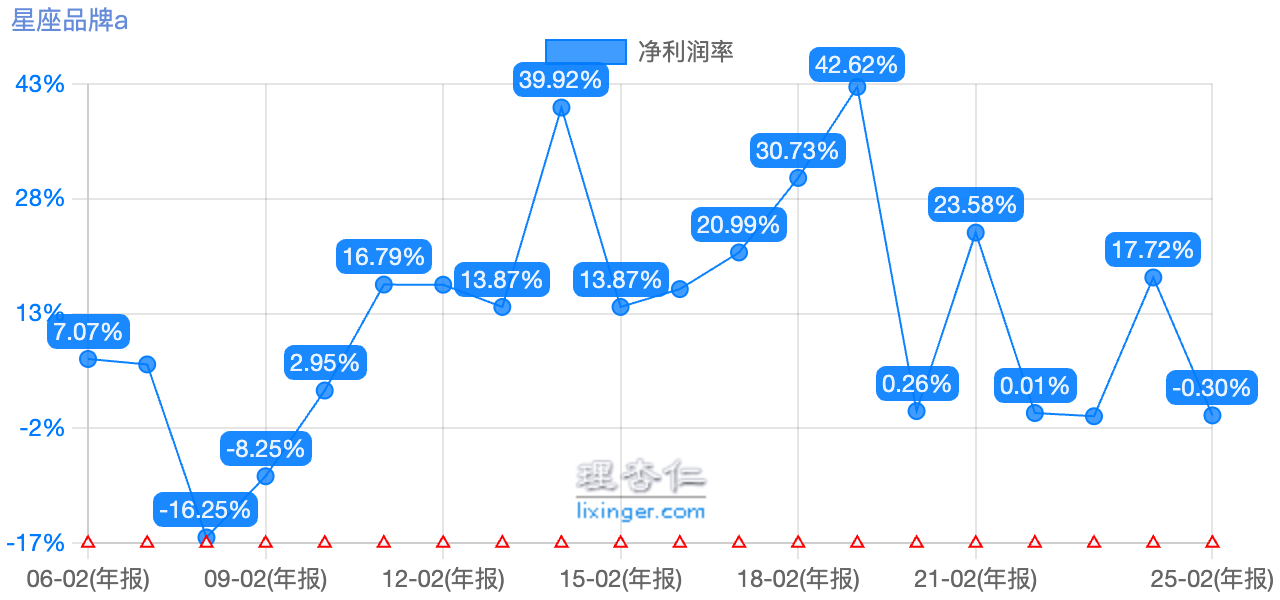 星座品牌a
净利润率
43%
28%
13%
-2%
-17%
7.07%
-16.25%
-8.25%
2.95%
16.79%
13.87%
39.92%
13.87%
20.99%
30.73%
42.62%
0.26%
23.58%
0.01%
17.72%
-0.30%
理杏仁
lixinger.com
06-02(年报)
09-02(年报)
12-02(年报)
15-02(年报)
18-02(年报)
21-02(年报)
25-02(年报)